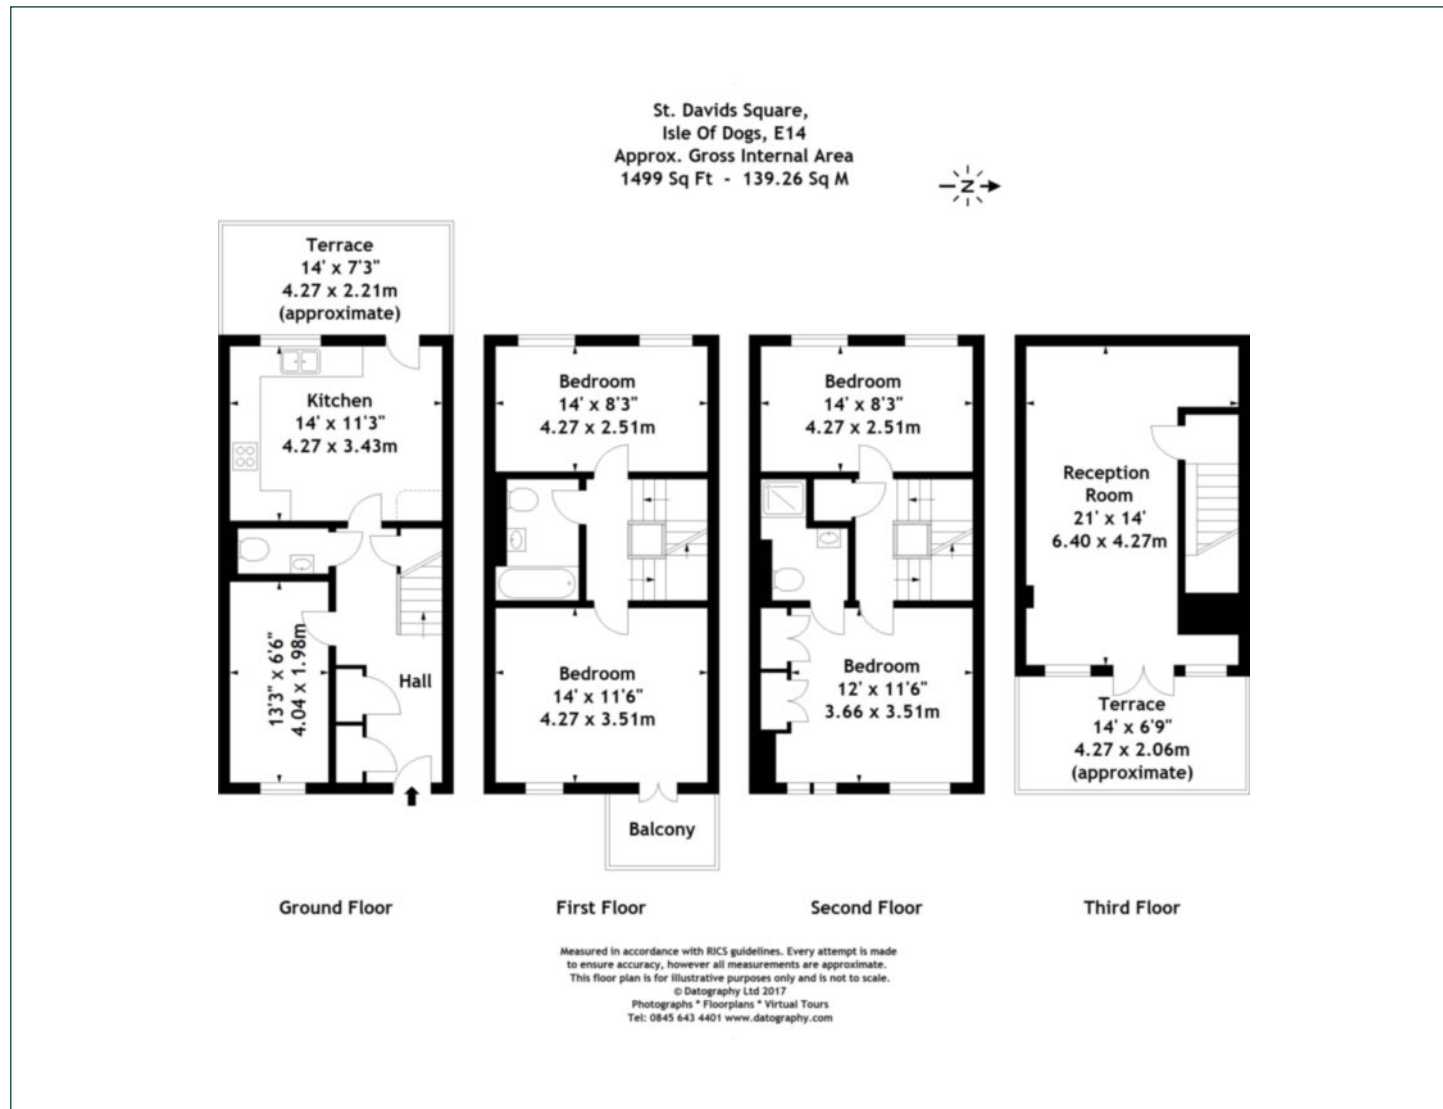 St. Davids Square,
Isle Of Dogs, E14
Approx. Gross Internal Area
1499 Sq Ft - 139.26 Sq M
N
Terrace
14' x 7'3"
4.27 x 2.21m
(approximate)
Kitchen
14' x 11'3"
4.27 x 3.43m
13'3" x 6'6"
4.04 x 1.98m
Hall
Bedroom
14' x 8'3"
4.27 x 2.51m
Bedroom
14' x 11'6"
4.27 x 3.51m
Balcony
Bedroom
14' x 8'3"
4.27 x 2.51m
Bedroom
12' x 11'6"
3.66 x 3.51m
Reception
Room
21' x 14'
6.40 x 4.27m
Terrace
14' x 6'9"
4.27 x 2.06m
(approximate)
Ground Floor
First Floor
Second Floor
Third Floor
Measured in accordance with RICS guidelines. Every attempt is made
to ensure accuracy, however all measurements are approximate.
This floor plan is for illustrative purposes only and is not to scale.
© Datography Ltd 2017
Photographs * Floorplans * Virtual Tours
Tel: 0845 643 4401 www.datography.com